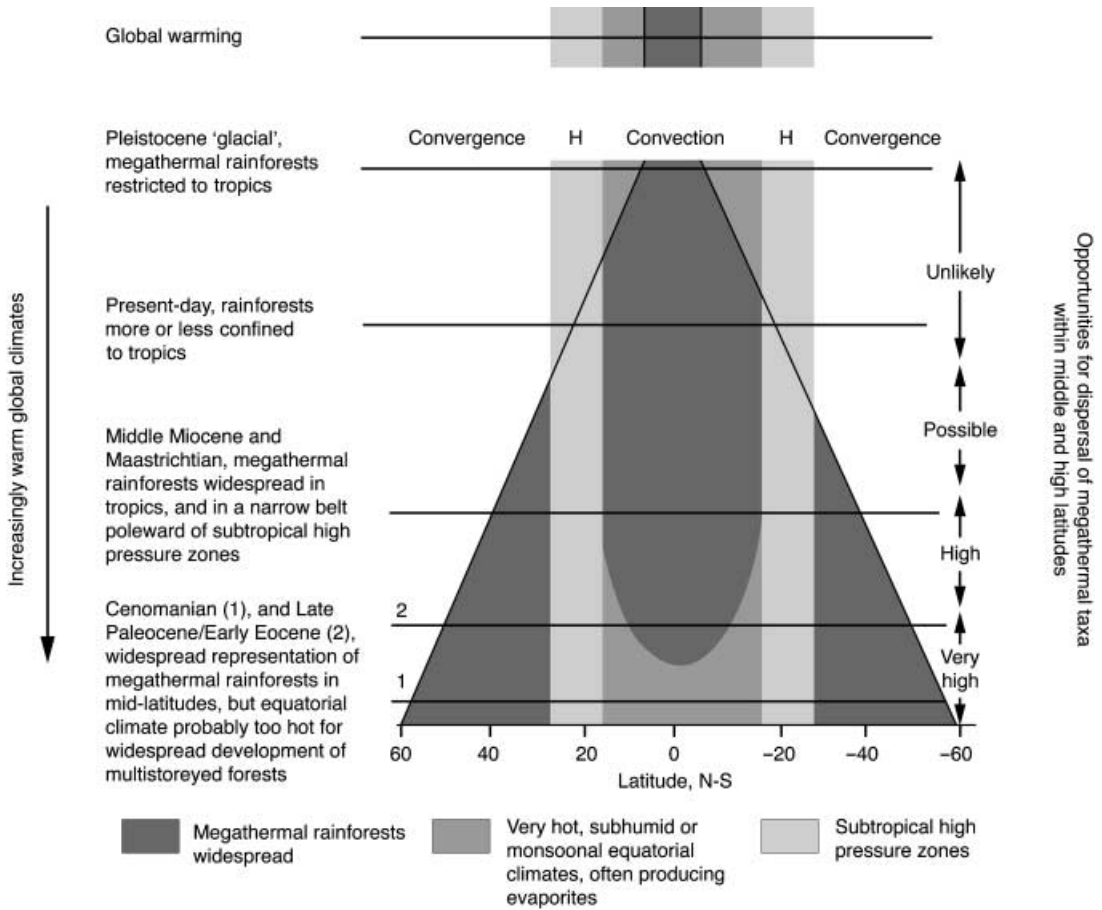 Global warming
Pleistocene ‘glacial’,
megathermal rainforests
restricted to tropics
Convergence H Convection H Convergence
Present-day, rainforests
more or less confined
to tropics
Middle Miocene and
Maastrichtian, megathermal
rainforests widespread in
tropics, and in a narrow belt
poleward of subtropical high
pressure zones
Cenomanian (1), and Late
Paleocene/Early Eocene (2),
widespread representation of
megathermal rainforests in
mid-latitudes, but equatorial
climate probably too hot for
widespread development of
multistoreyed forests
Increasingly warm global climates
2
1
Unlikely
Possible
High
Very
high
Opportunities for dispersal of megathermal taxa
within middle and high latitudes
60 40 20 0 −20 −40 −60
Latitude, N-S
Megathermal rainforests
widespread
Very hot, subhumid or
monsoonal equatorial
climates, often producing
evaporites
Subtropical high
pressure zones